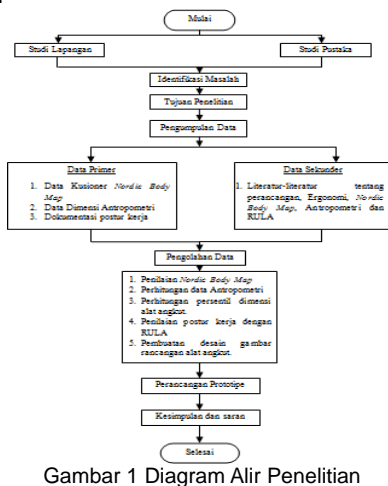 Mulai
Studi Lapangan
Studi Pustaka
Identifikasi Masalah
Tujuan Penelitian
Pengumpulan Data
Data Primer
1. Data Kusioner Nordic Body
Map
2. Data Dimensi Antropometri
3. Dokumentasi postur kerja
Data Sekunder
1. Literatur-literatur tentang
perancangan, Ergonomi, Nordic
Body Map, Antropometri dan
RULA
Pengolahan Data
1. Penilaian Nordic Body Map
2. Perhitungan data Antropometri
3. Perhitungan persentil dimensi
alat angkut.
4. Penilaian postur kerja dengan
RULA
5. Pembuatan desain gambar
rancangan alat angkut.
Perancangan Prototipe
Kesimpulan dan saran
Selesai
Gambar 1 Diagram Alir Penelitian